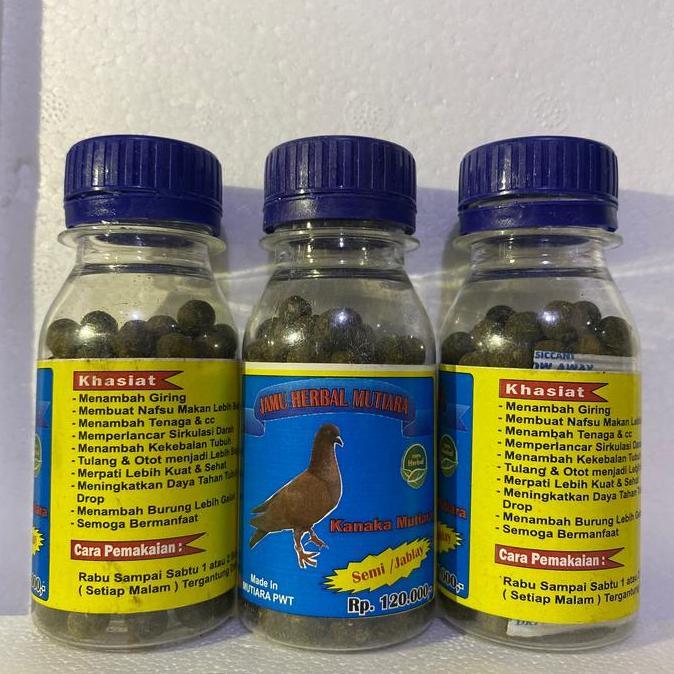 Khasiat
- Menambah Giring
- Membuat Nafsu Makan Lebih
- Menambah Tenaga & cc
- Memperlancar Sirkulasi Darah
- Menambah Kekebalan Tubuh
- Tulang & Otot menjadi Lebih
- Merpati Lebih Kuat & Sehat
- Meningkatkan Daya Tahan
Drop
- Menambah Burung Lebih
- Semoga Bermanfaat
Cara Pemakaian :
Rabu Sampai Sabtu 1 atau 2
( Setiap Malam ) Tergantung
JAMU HERBAL MUTIARA
100%
Herbal
Kanaka Mutiara
Semi / Jablay
Made In
MUTIARA PWT
Rp. 120.000,-
SICCANT
OW AWAY
Khasiat
- Menambah Giring
- Membuat Nafsu Makan
- Menambah Tenaga & cc
- Memperlancar Sirkulasi
- Menambah Kekebalan
- Tulang & Otot menjadi
- Merpati Lebih Kuat &
- Meningkatkan Daya Tahan
Drop
- Menambah Burung Lebih
- Semoga Bermanfaat
Cara Pemakaian :
Rabu Sampai Sabtu 1 atau
( Setiap Malam ) Tergantung